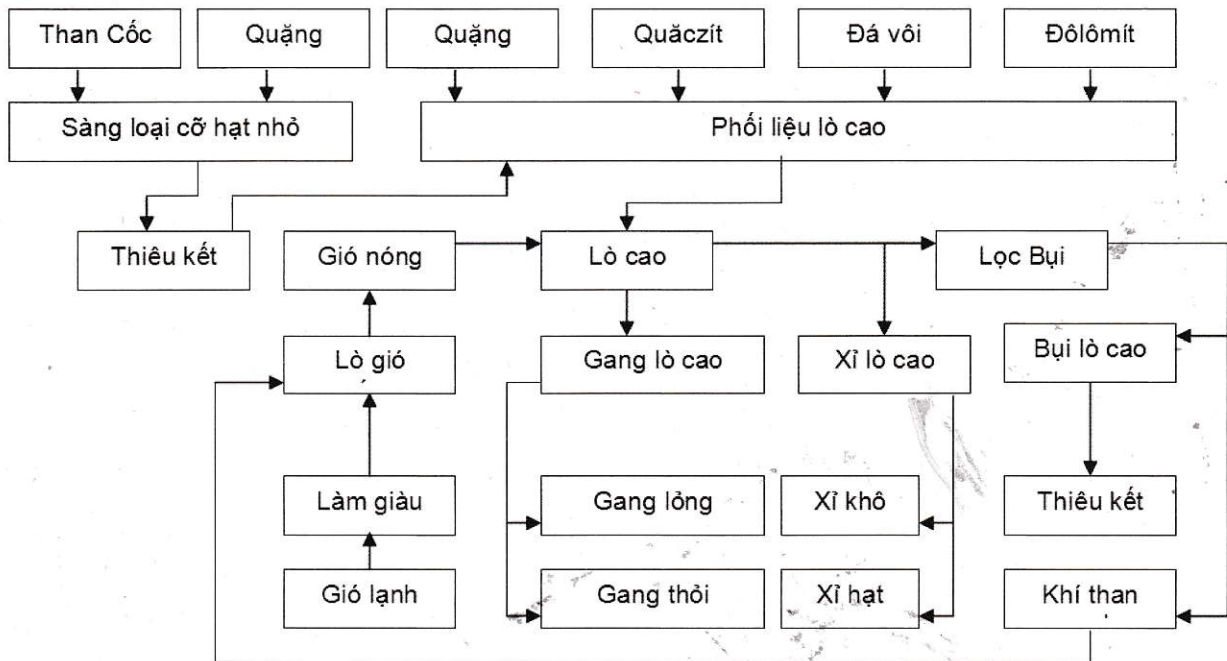 Than Cốc
Quặng
Quặng
Quăczít
Đá vôi
Đôlômít
Sàng loại cỡ hạt nhỏ
Phối liệu lò cao
Thiêu kết
Gió nóng
Lò cao
Lọc Bụi
Lò gió
Gang lò cao
Xỉ lò cao
Bụi lò cao
Làm giàu
Gang lỏng
Xỉ khô
Thiêu kết
Gió lạnh
Gang thỏi
Xỉ hạt
Khí than